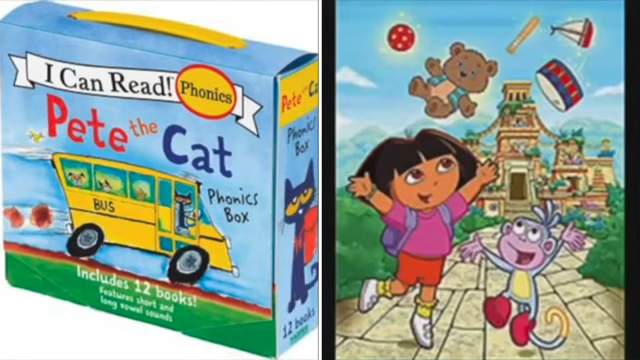 I Can Read!
Phonics
Pete the Cat
Phonics Box
BUS
Includes 12 books!
Features short and
long vowel sounds
Pete the Cat
Phonics
Box
12 books